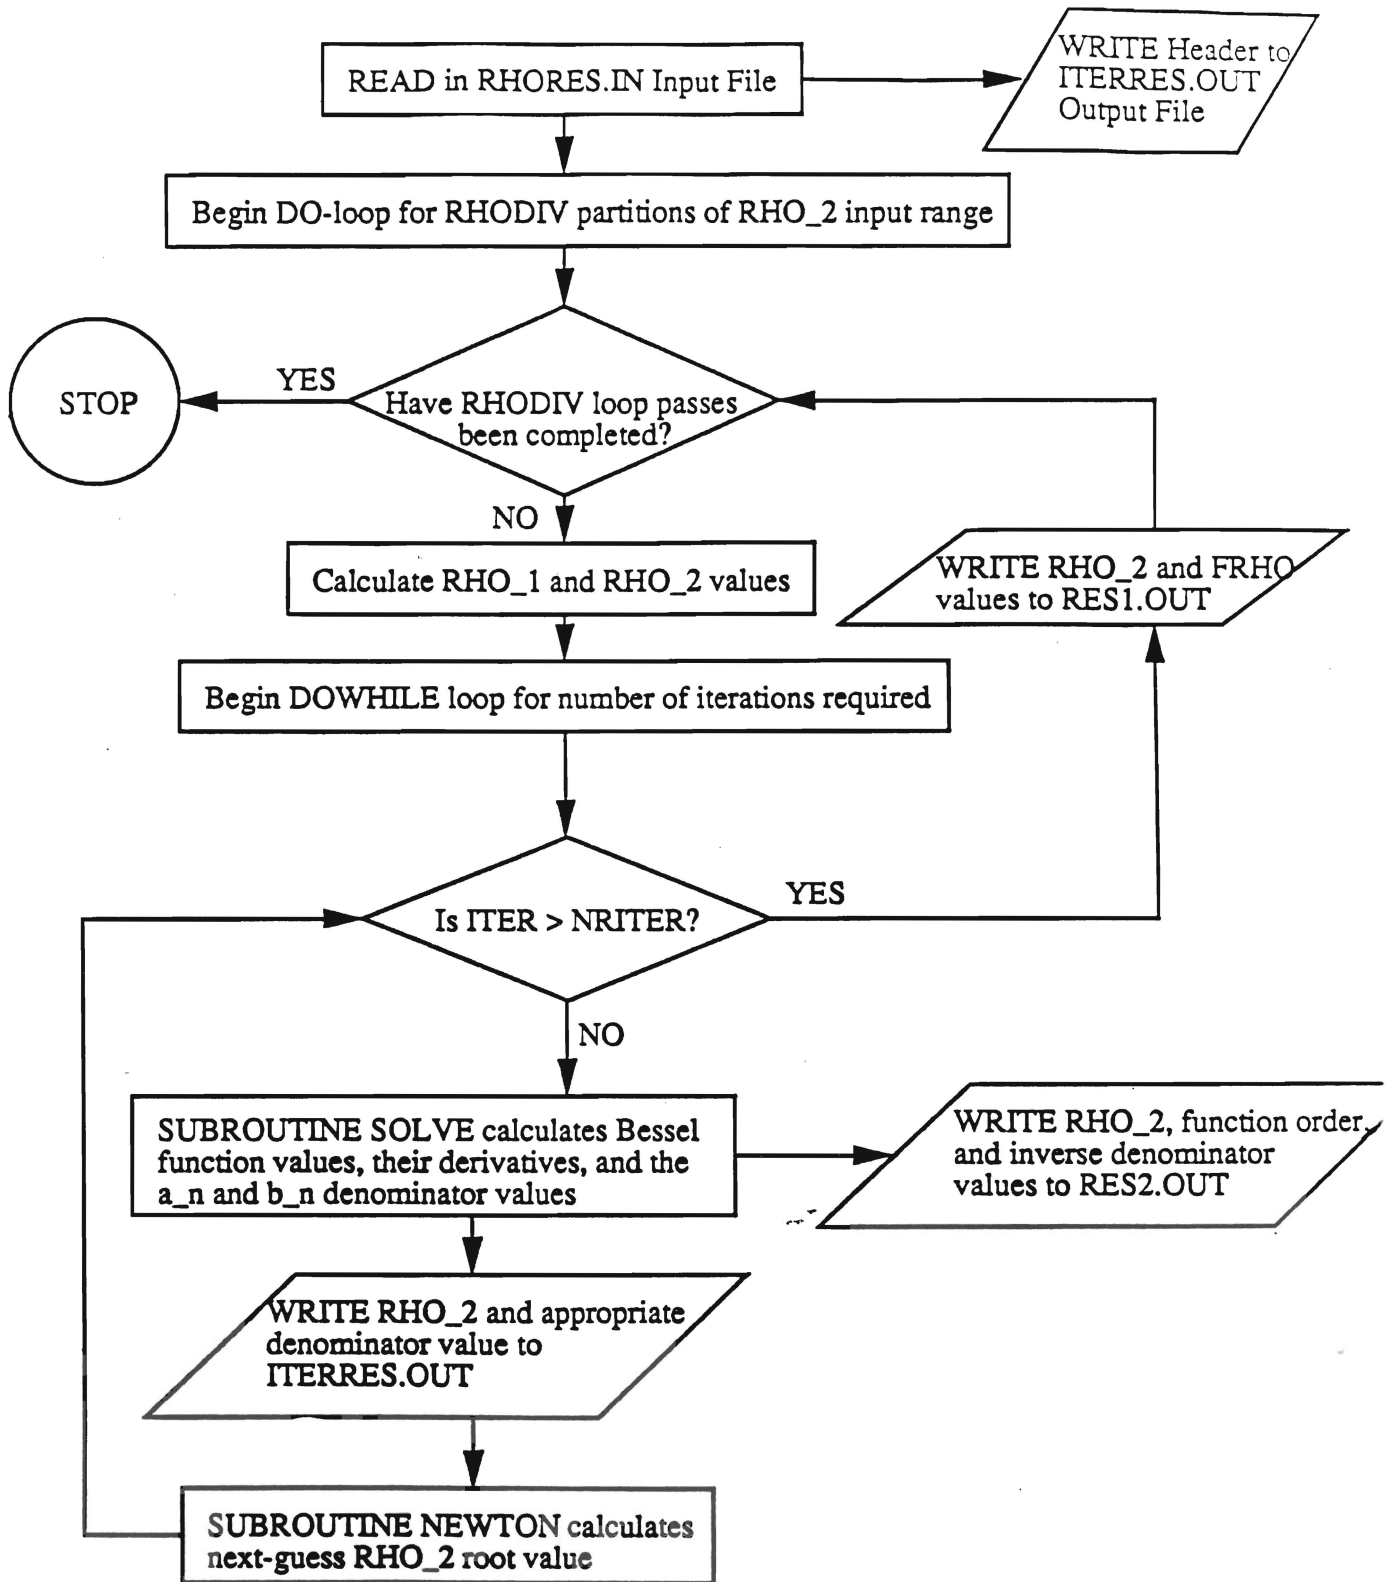 READ in RHORES.IN Input File
WRITE Header to
ITERRES.OUT
Output File
Begin DO-loop for RHODIV partitions of RHO_2 input range
STOP
YES
Have RHODIV loop passes
been completed?
NO
Calculate RHO_1 and RHO_2 values
WRITE RHO_2 and FRHO
values to RES1.OUT
Begin DOWHILE loop for number of iterations required
Is ITER > NRITER?
YES
NO
SUBROUTINE SOLVE calculates Bessel
function values, their derivatives, and the
a_n and b_n denominator values
WRITE RHO_2, function order,
and inverse denominator
values to RES2.OUT
WRITE RHO_2 and appropriate
denominator value to
ITERRES.OUT
SUBROUTINE NEWTON calculates
next-guess RHO_2 root value